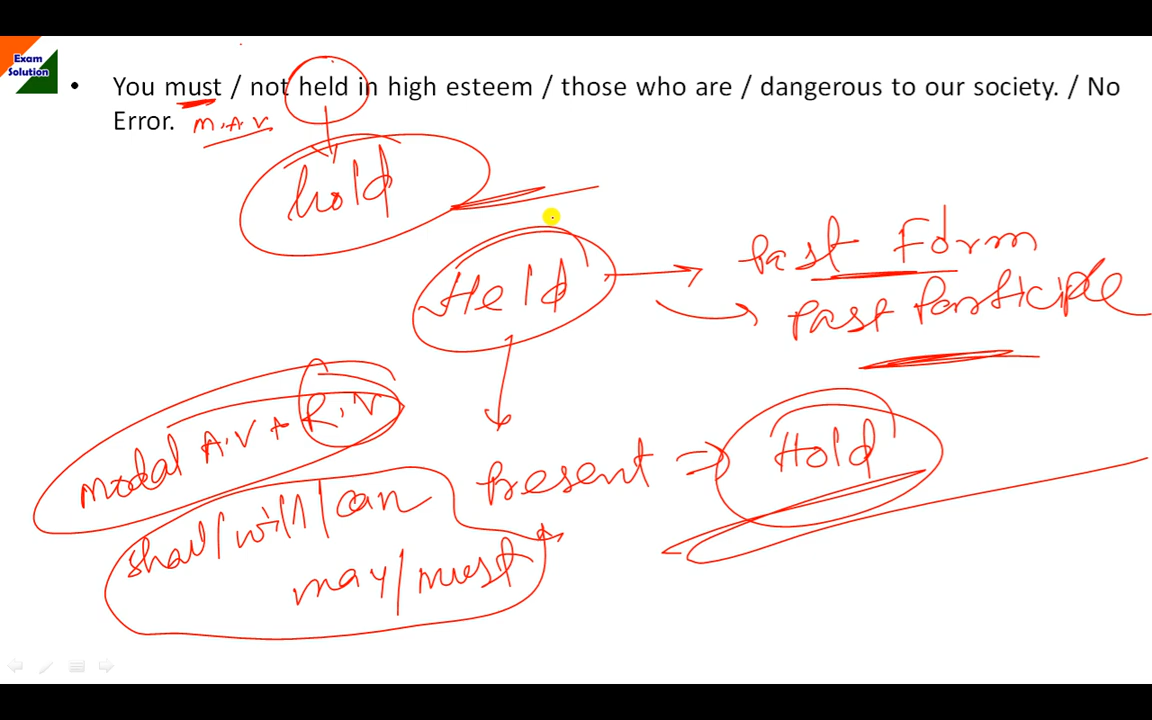 Exam
Solution
• You must / not held in high esteem / those who are / dangerous to our society. / No
Error. M.A.V
hold
Held
Past Form
Past Participle
modal A.V + R.V
Present ⇒ Hold
shall/will/can
may/must